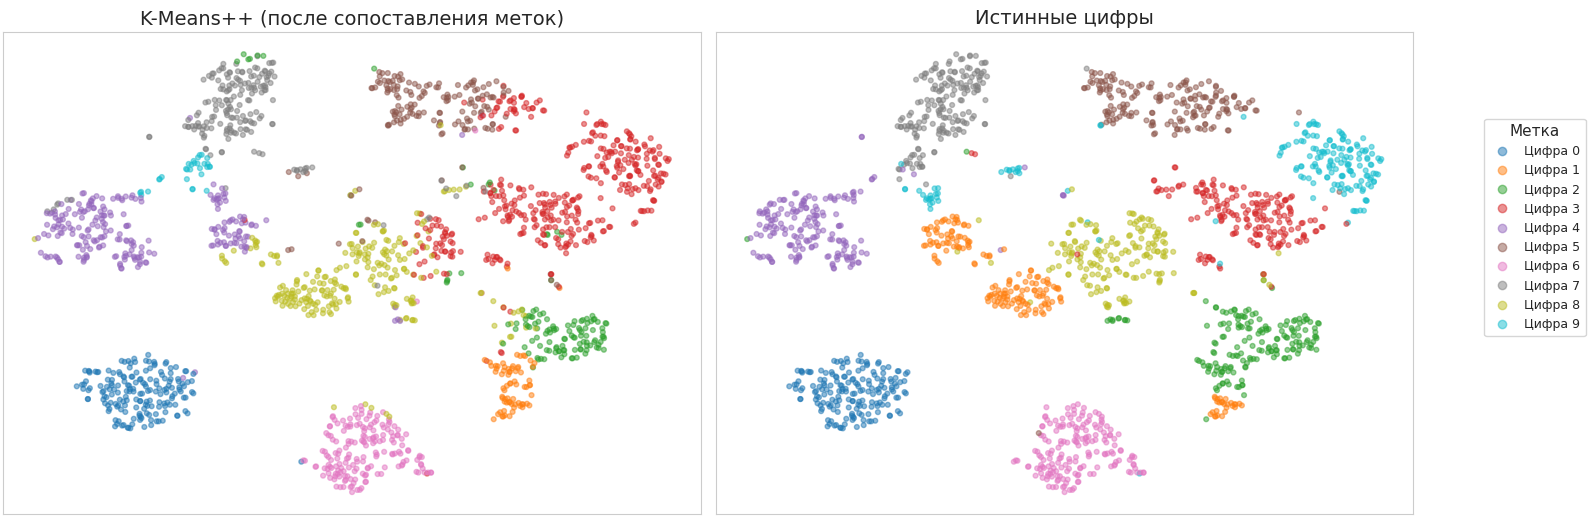 K-Means++ (после сопоставления меток)
Истинные цифры
Метка
Цифра 0
Цифра 1
Цифра 2
Цифра 3
Цифра 4
Цифра 5
Цифра 6
Цифра 7
Цифра 8
Цифра 9